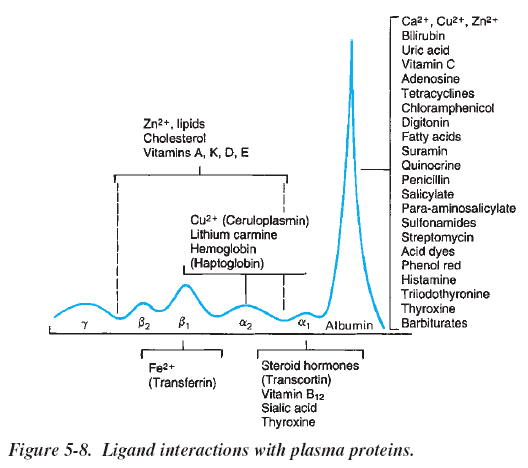 Ca²⁺, Cu²⁺, Zn²⁺
Bilirubin
Uric acid
Vitamin C
Adenosine
Tetracyclines
Chloramphenicol
Digitonin
Fatty acids
Suramin
Quinocrine
Penicillin
Salicylate
Para-aminosalicylate
Sulfonamides
Streptomycin
Acid dyes
Phenol red
Histamine
Triiodothyronine
Thyroxine
Barbiturates
Zn²⁺, lipids
Cholesterol
Vitamins A, K, D, E
Cu²⁺ (Ceruloplasmin)
Lithium carmine
Hemoglobin
(Haptoglobin)
γ β₂ β₁ α₂ α₁ Albumin
Fe²⁺
(Transferrin)
Steroid hormones
(Transcortin)
Vitamin B₁₂
Sialic acid
Thyroxine
Figure 5-8. Ligand interactions with plasma proteins.